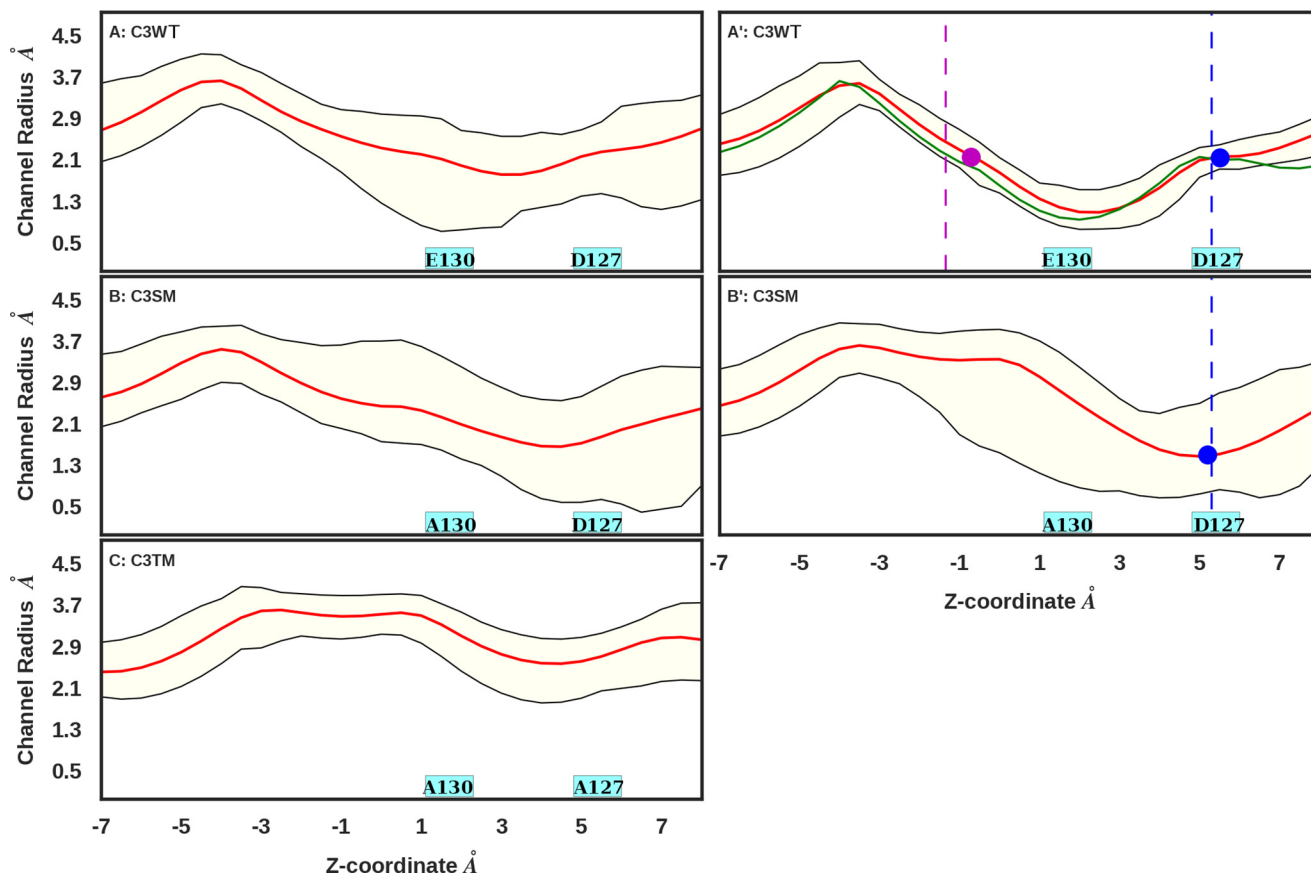 A: C3WT
Channel Radius Å
4.5
3.7
2.9
2.1
1.3
0.5
E130 D127
A': C3WT
E130 D127
B: C3SM
Channel Radius Å
4.5
3.7
2.9
2.1
1.3
0.5
A130 D127
B': C3SM
A130 D127
-7 -5 -3 -1 1 3 5 7
Z-coordinate Å
C: C3TM
Channel Radius Å
4.5
3.7
2.9
2.1
1.3
0.5
A130 A127
-7 -5 -3 -1 1 3 5 7
Z-coordinate Å